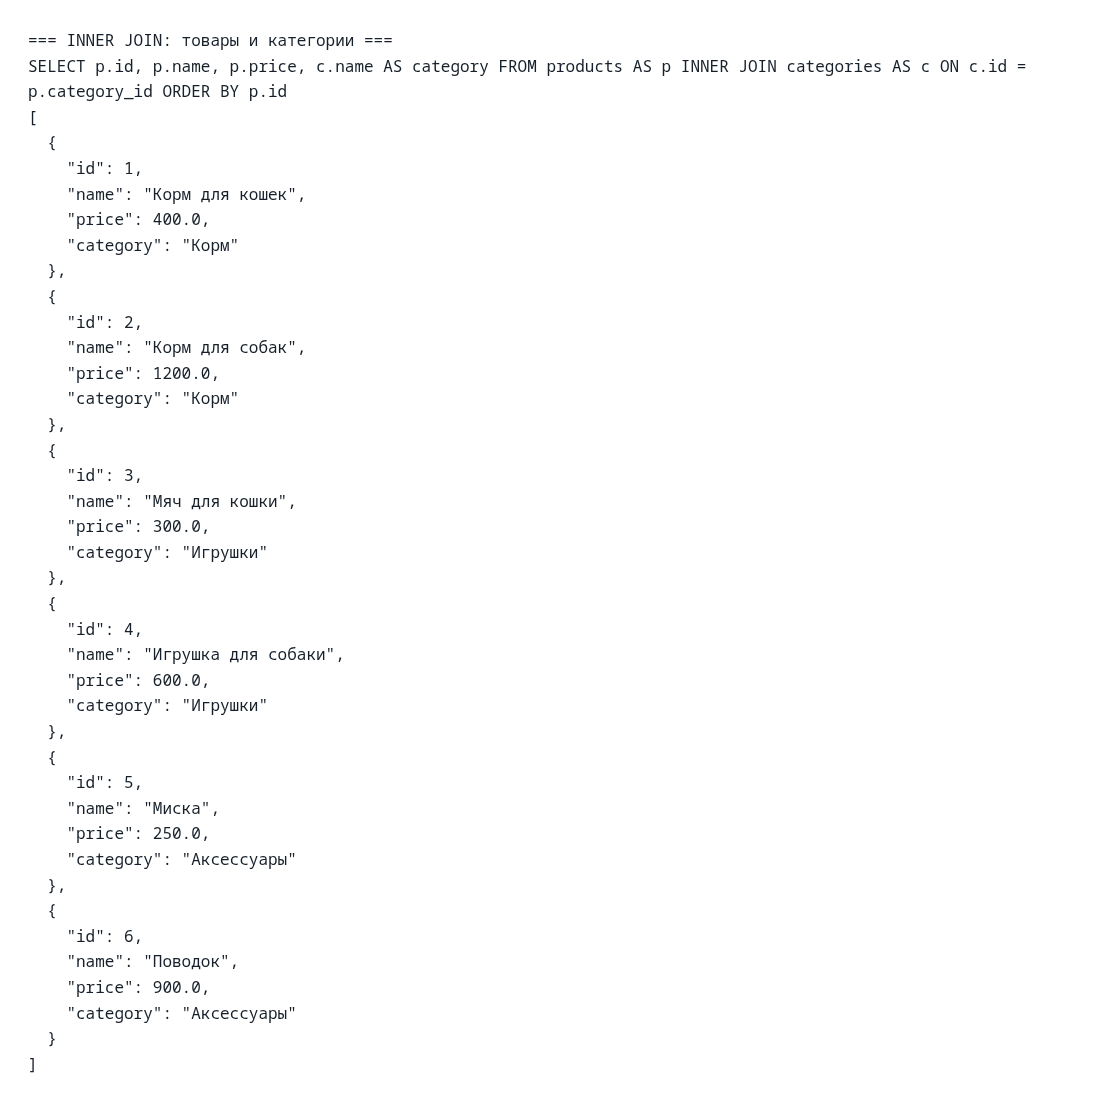 === INNER JOIN: товары и категории ===
SELECT p.id, p.name, p.price, c.name AS category FROM products AS p INNER JOIN categories AS c ON c.id =
p.category_id ORDER BY p.id
[
  {
    "id": 1,
    "name": "Корм для кошек",
    "price": 400.0,
    "category": "Корм"
  },
  {
    "id": 2,
    "name": "Корм для собак",
    "price": 1200.0,
    "category": "Корм"
  },
  {
    "id": 3,
    "name": "Мяч для кошки",
    "price": 300.0,
    "category": "Игрушки"
  },
  {
    "id": 4,
    "name": "Игрушка для собаки",
    "price": 600.0,
    "category": "Игрушки"
  },
  {
    "id": 5,
    "name": "Миска",
    "price": 250.0,
    "category": "Аксессуары"
  },
  {
    "id": 6,
    "name": "Поводок",
    "price": 900.0,
    "category": "Аксессуары"
  }
]